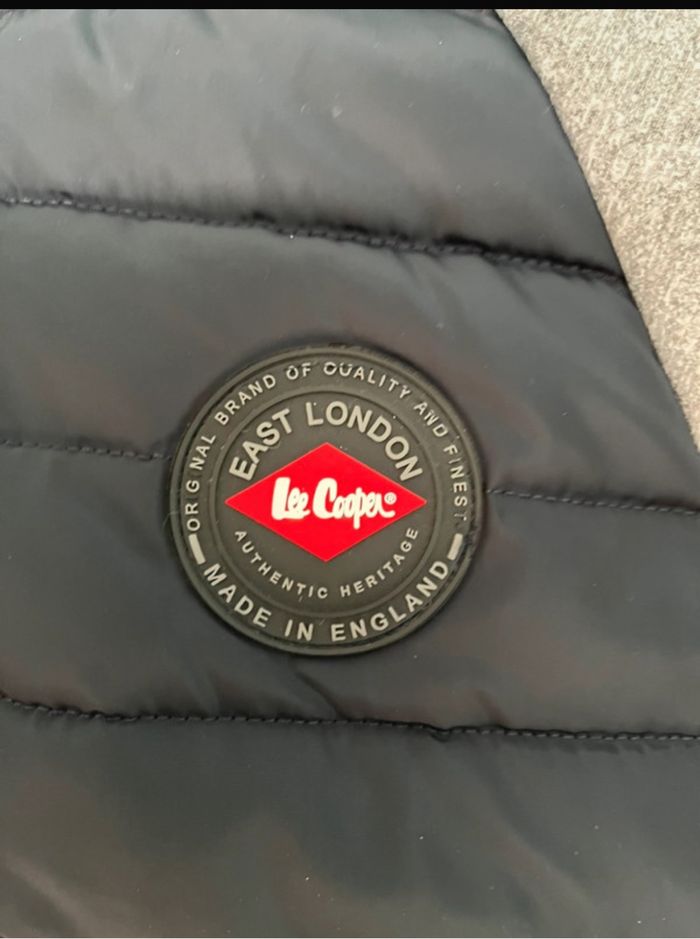 ORIGINAL BRAND OF QUALITY AND FINEST
EAST LONDON
Lee Cooper®
AUTHENTIC HERITAGE
MADE IN ENGLAND